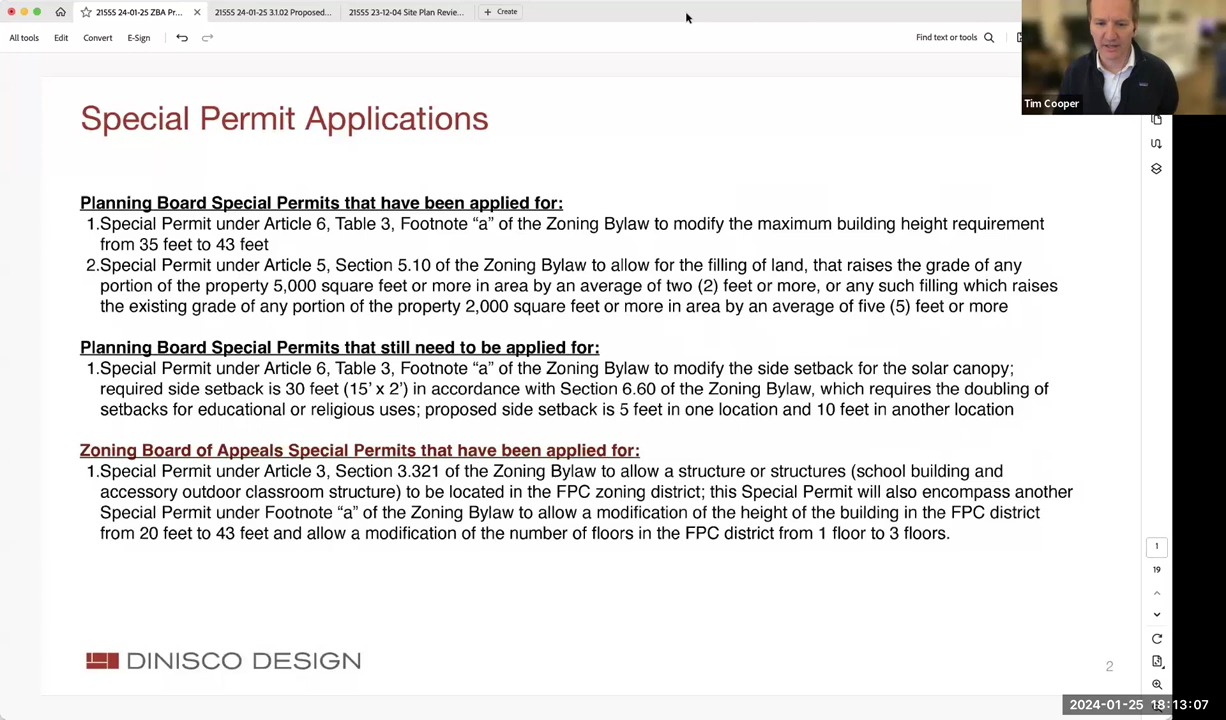 21555 24-01-25 ZBA Pr...
21555 24-01-25 3.1.02 Proposed...
21555 23-12-04 Site Plan Revie...
+ Create
All tools
Edit
Convert
E-Sign
Find text or tools
Tim Cooper
Special Permit Applications
Planning Board Special Permits that have been applied for:
1.Special Permit under Article 6, Table 3, Footnote “a” of the Zoning Bylaw to modify the maximum building height requirement
from 35 feet to 43 feet
2.Special Permit under Article 5, Section 5.10 of the Zoning Bylaw to allow for the filling of land, that raises the grade of any
portion of the property 5,000 square feet or more in area by an average of two (2) feet or more, or any such filling which raises
the existing grade of any portion of the property 2,000 square feet or more in area by an average of five (5) feet or more
Planning Board Special Permits that still need to be applied for:
1.Special Permit under Article 6, Table 3, Footnote “a” of the Zoning Bylaw to modify the side setback for the solar canopy;
required side setback is 30 feet (15’ x 2’) in accordance with Section 6.60 of the Zoning Bylaw, which requires the doubling of
setbacks for educational or religious uses; proposed side setback is 5 feet in one location and 10 feet in another location
Zoning Board of Appeals Special Permits that have been applied for:
1.Special Permit under Article 3, Section 3.321 of the Zoning Bylaw to allow a structure or structures (school building and
accessory outdoor classroom structure) to be located in the FPC zoning district; this Special Permit will also encompass another
Special Permit under Footnote “a” of the Zoning Bylaw to allow a modification of the height of the building in the FPC district
from 20 feet to 43 feet and allow a modification of the number of floors in the FPC district from 1 floor to 3 floors.
1
19
DINISCO DESIGN
2
2024-01-25 18:13:07